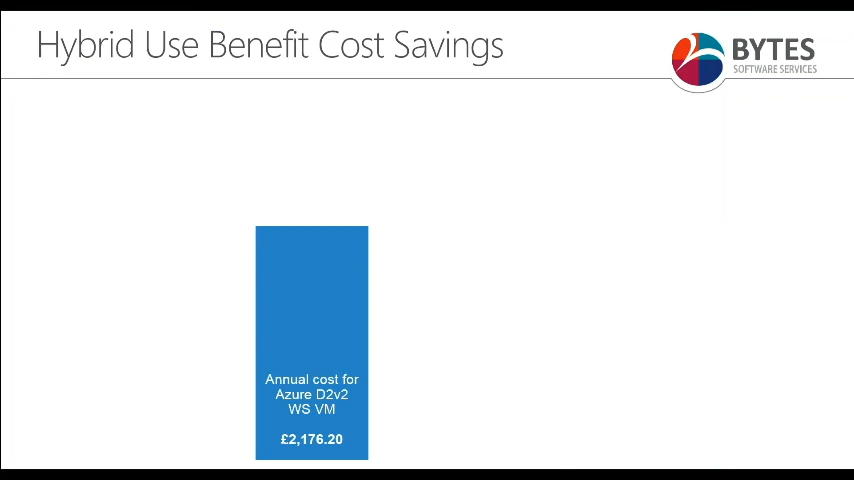 Hybrid Use Benefit Cost Savings
BYTES
SOFTWARE SERVICES
Annual cost for
Azure D2v2
WS VM
£2,176.20